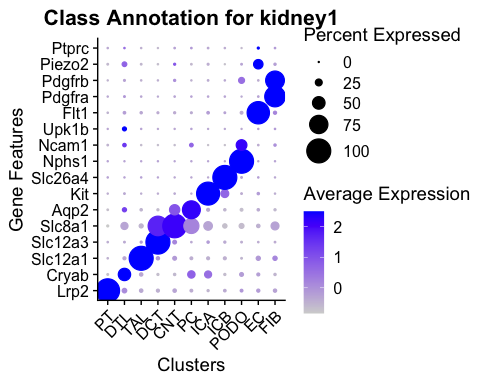 Class Annotation for kidney1
Gene Features
Ptprc
Piezo2
Pdgfrb
Pdgfra
Flt1
Upk1b
Ncam1
Nphs1
Slc26a4
Kit
Aqp2
Slc8a1
Slc12a3
Slc12a1
Cryab
Lrp2
PT
DTL
TAL
DCT
CNT
PC
ICA
ICB
PODO
EC
FIB
Clusters
Percent Expressed
0
25
50
75
100
Average Expression
2
1
0